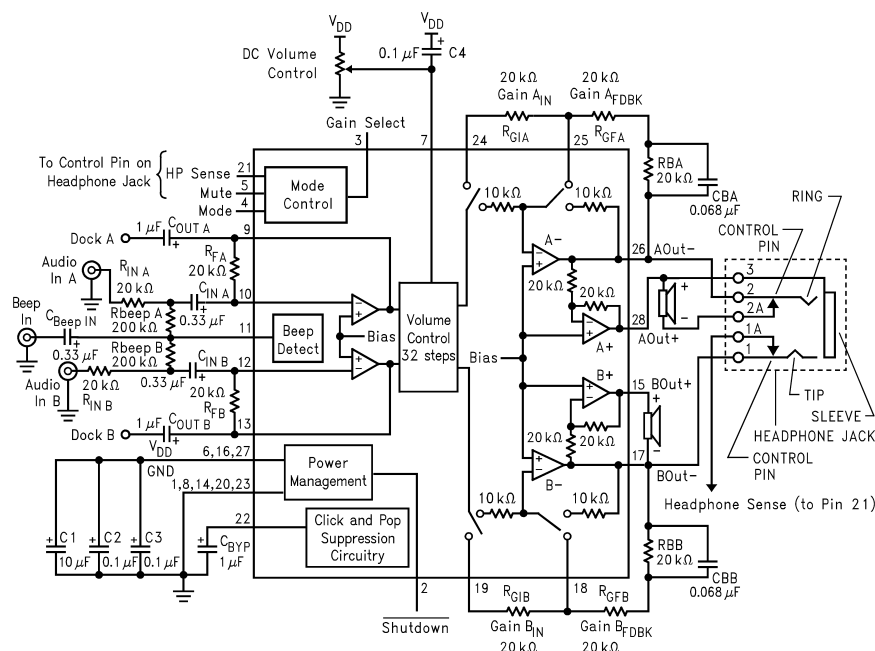 V_DD
V_DD
DC Volume
Control
0.1 μF
C4
20 kΩ
Gain A_IN
20 kΩ
Gain A_FDBK
R_GIA
R_GFA
Gain Select
3
7
24
25
To Control Pin on
Headphone Jack
HP Sense
21
Mute
5
Mode
4
Mode
Control
10 kΩ
10 kΩ
RBA
20 kΩ
CBA
0.068 μF
RING
CONTROL
PIN
1 μF
C_OUT A
Dock A
9
R_FA
20 kΩ
A-
26
AOut-
3
2
2A
1A
1
Audio
In A
R_IN A
20 kΩ
C_IN A
0.33 μF
10
20 kΩ
20 kΩ
A+
28
AOut+
Beep
In
C_Beep IN
0.33 μF
Rbeep A
200 kΩ
11
Beep
Detect
Bias
Volume
Control
32 steps
Bias
Rbeep B
200 kΩ
C_IN B
0.33 μF
12
Audio
In B
20 kΩ
R_IN B
20 kΩ
R_FB
B+
15
BOut+
TIP
SLEEVE
HEADPHONE JACK
CONTROL
PIN
1 μF
C_OUT B
Dock B
13
20 kΩ
20 kΩ
B-
17
BOut-
Headphone Sense (to Pin 21)
V_DD
6,16,27
GND
1,8,14,20,23
Power
Management
10 kΩ
10 kΩ
22
Click and Pop
Suppression
Circuitry
C1
10 μF
C2
0.1 μF
C3
0.1 μF
C_BYP
1 μF
RBB
20 kΩ
CBB
0.068 μF
2
19
18
Shutdown
R_GIB
R_GFB
Gain B_IN
20 kΩ
Gain B_FDBK
20 kΩ